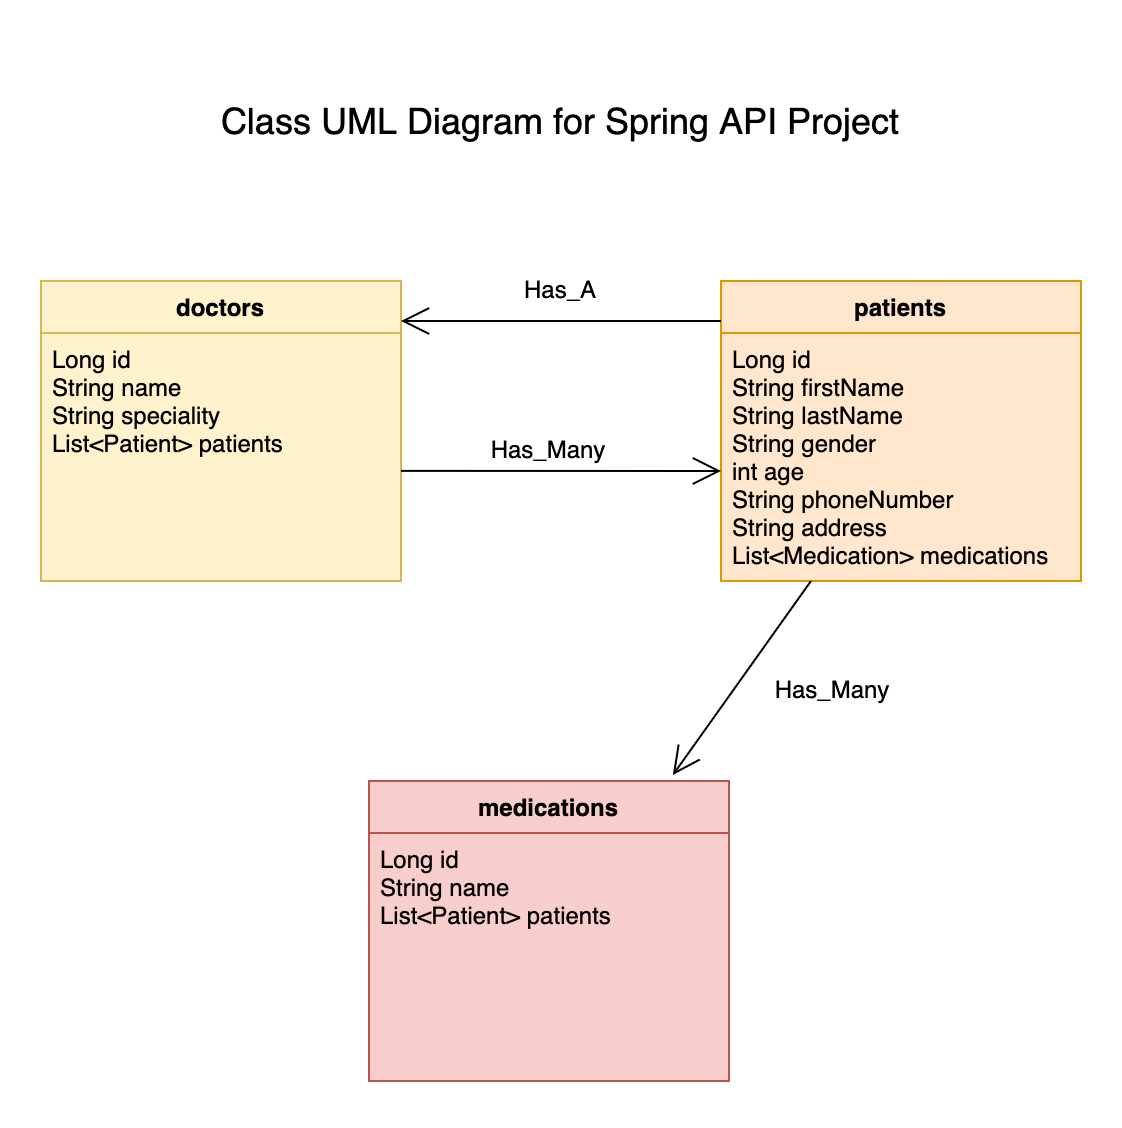 Class UML Diagram for Spring API Project
Has_A
doctors
Long id
String name
String speciality
List<Patient> patients
Has_Many
patients
Long id
String firstName
String lastName
String gender
int age
String phoneNumber
String address
List<Medication> medications
Has_Many
medications
Long id
String name
List<Patient> patients